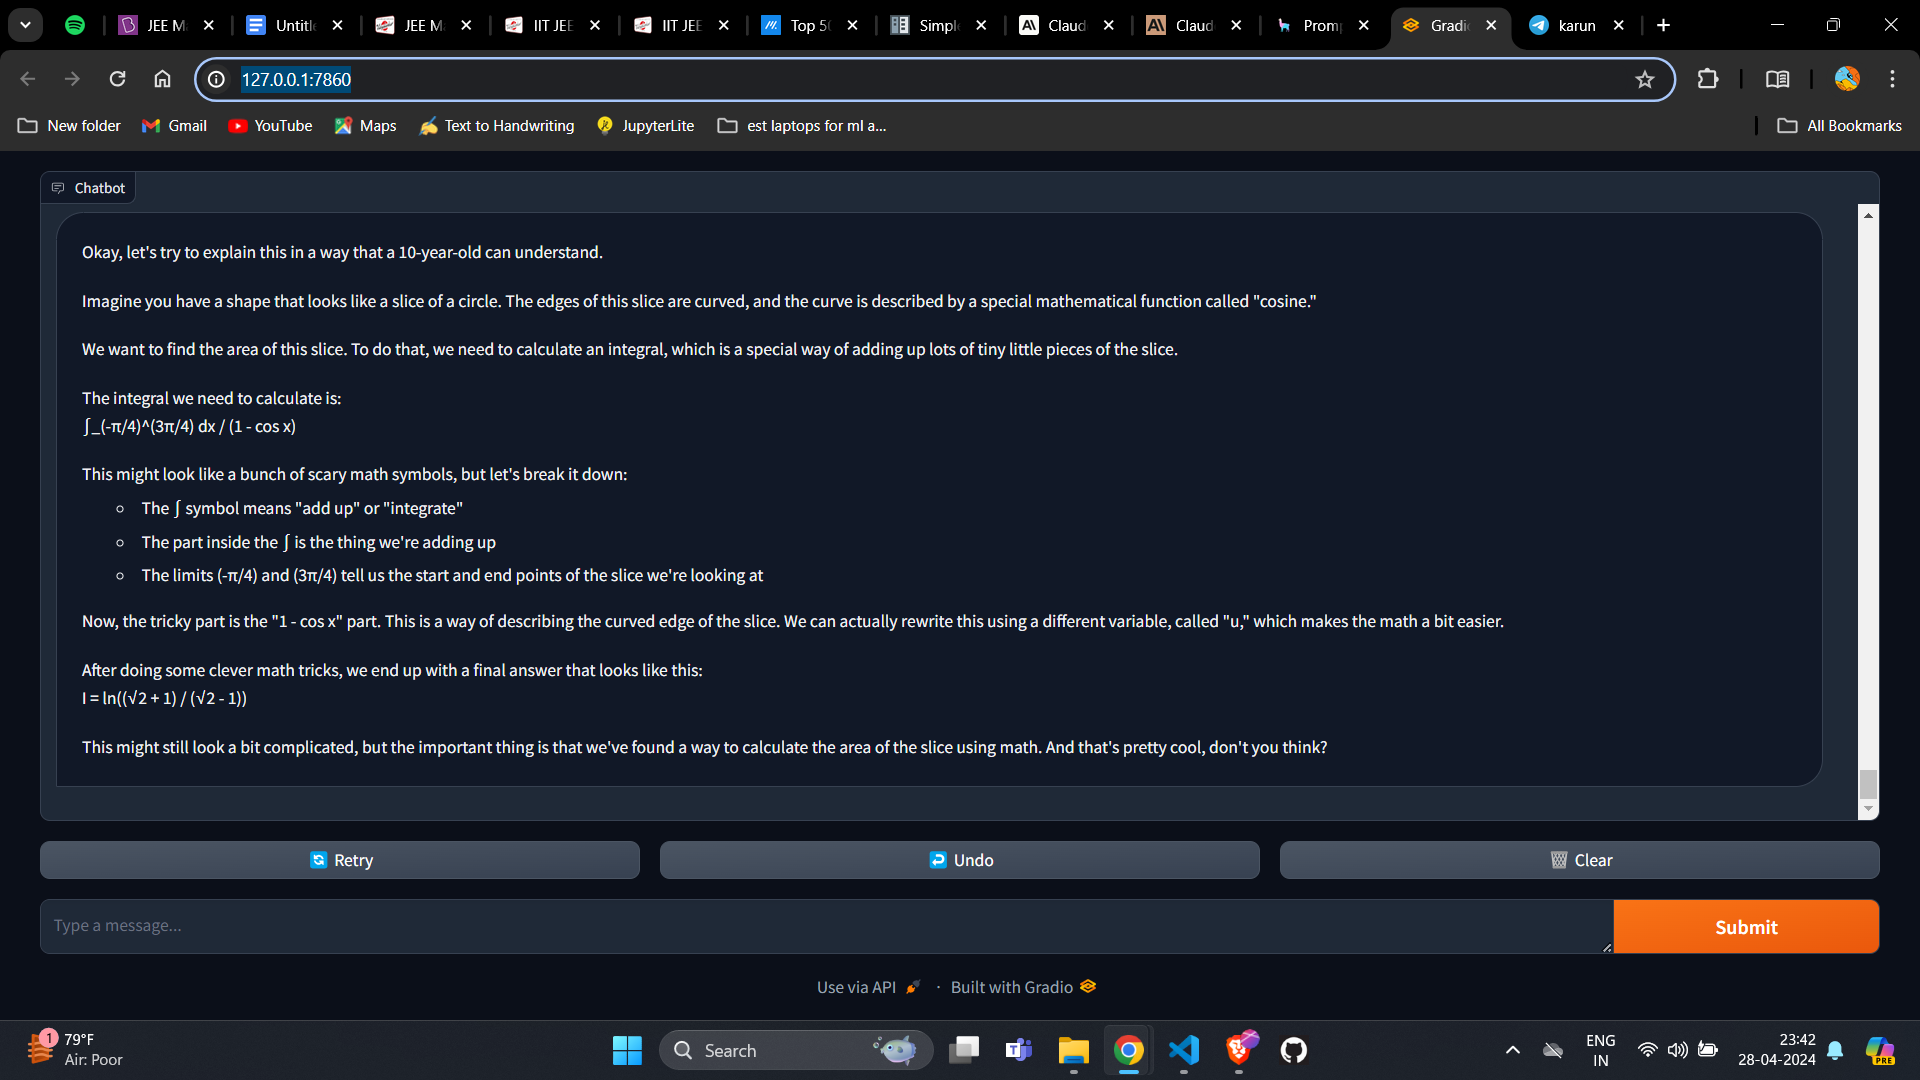 JEE M
Untitle
JEE M
IIT JEE
IIT JEE
Top 50
Simple
Claud
Claud
Promp
Gradio
karun
127.0.0.1:7860
New folder
Gmail
YouTube
Maps
Text to Handwriting
JupyterLite
est laptops for ml a...
All Bookmarks
Chatbot
Okay, let's try to explain this in a way that a 10-year-old can understand.
Imagine you have a shape that looks like a slice of a circle. The edges of this slice are curved, and the curve is described by a special mathematical function called "cosine."
We want to find the area of this slice. To do that, we need to calculate an integral, which is a special way of adding up lots of tiny little pieces of the slice.
The integral we need to calculate is:
∫_(-π/4)^(3π/4) dx / (1 - cos x)
This might look like a bunch of scary math symbols, but let's break it down:
The ∫ symbol means "add up" or "integrate"
The part inside the ∫ is the thing we're adding up
The limits (-π/4) and (3π/4) tell us the start and end points of the slice we're looking at
Now, the tricky part is the "1 - cos x" part. This is a way of describing the curved edge of the slice. We can actually rewrite this using a different variable, called "u," which makes the math a bit easier.
After doing some clever math tricks, we end up with a final answer that looks like this:
I = ln((√2 + 1) / (√2 - 1))
This might still look a bit complicated, but the important thing is that we've found a way to calculate the area of the slice using math. And that's pretty cool, don't you think?
Retry
Undo
Clear
Type a message...
Submit
Use via API
·
Built with Gradio
1
79°F
Air: Poor
Search
ENG
IN
23:42
28-04-2024
PRE